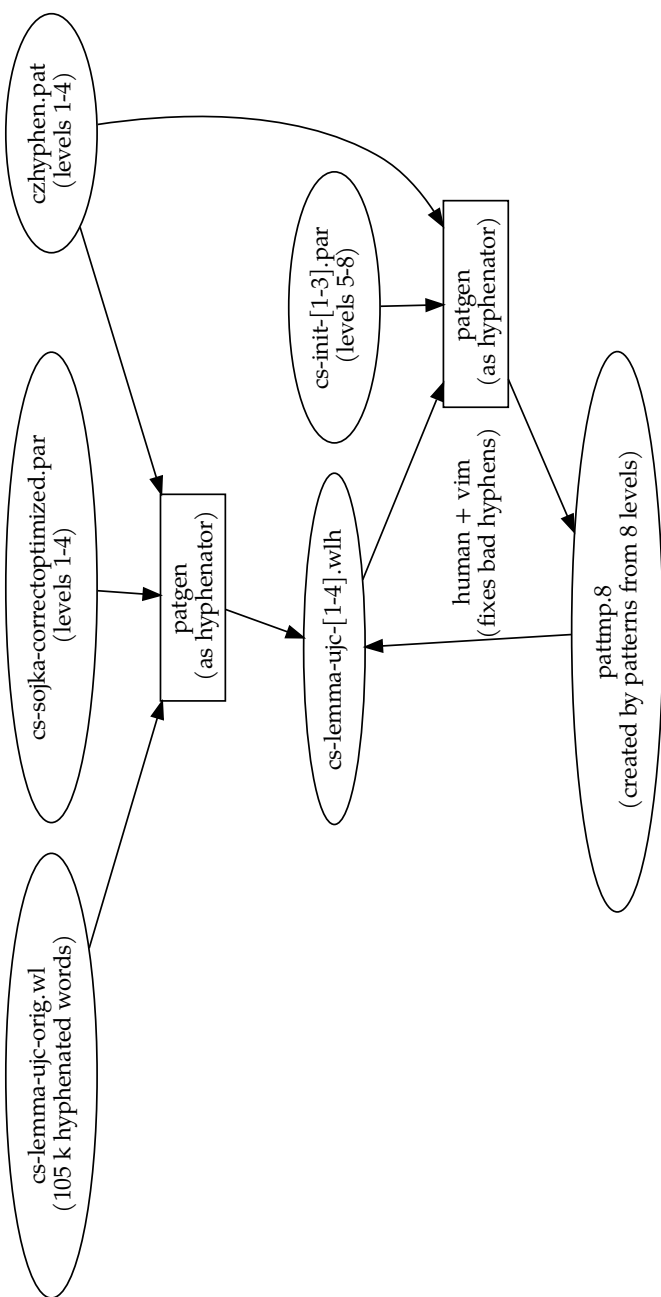 cs-lemma-ujc-orig.wl
(105 k hyphenated words)
cs-sojka-correctoptimized.par
(levels 1-4)
czhyphen.pat
(levels 1-4)
patgen
(as hyphenator)
cs-lemma-ujc-[1-4].wlh
cs-init-[1-3].par
(levels 5-8)
patgen
(as hyphenator)
human + vim
(fixes bad hyphens)
pattmp.8
(created by patterns from 8 levels)